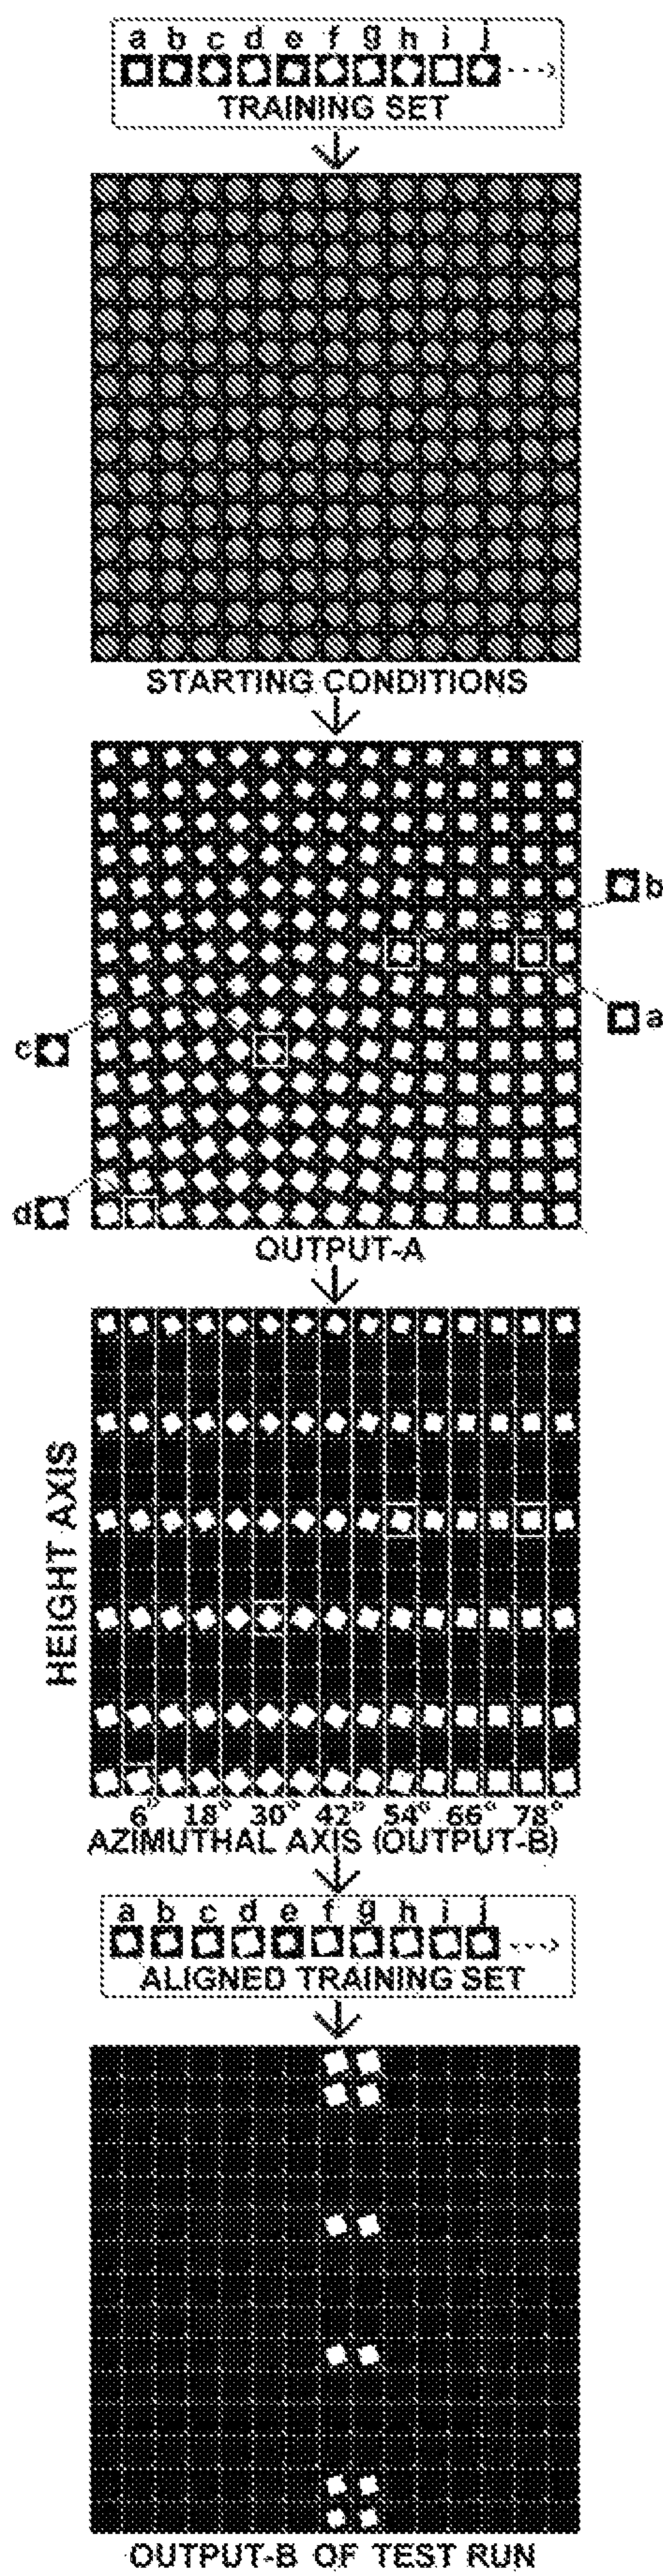 a b c d e f g h i j
TRAINING SET
STARTING CONDITIONS
b
a
c
d
OUTPUT-A
HEIGHT AXIS
6° 18° 30° 42° 54° 66° 78°
AZIMUTHAL AXIS (OUTPUT-B)
a b c d e f g h i j
ALIGNED TRAINING SET
OUTPUT-B OF TEST RUN